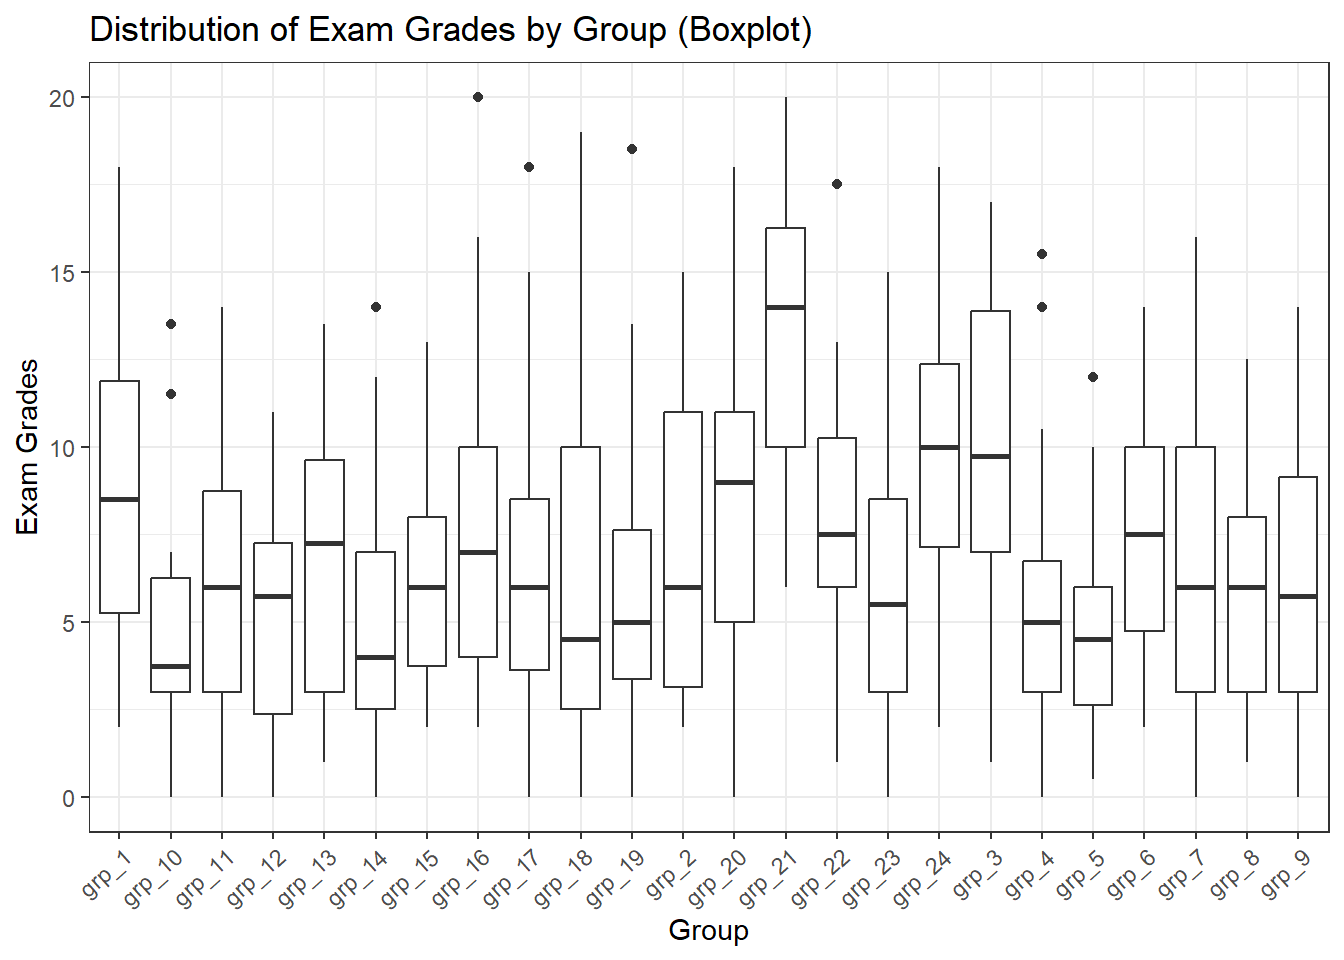 Distribution of Exam Grades by Group (Boxplot)
Exam Grades
20
15
10
5
0
grp_1
grp_10
grp_11
grp_12
grp_13
grp_14
grp_15
grp_16
grp_17
grp_18
grp_19
grp_2
grp_20
grp_21
grp_22
grp_23
grp_24
grp_3
grp_4
grp_5
grp_6
grp_7
grp_8
grp_9
Group